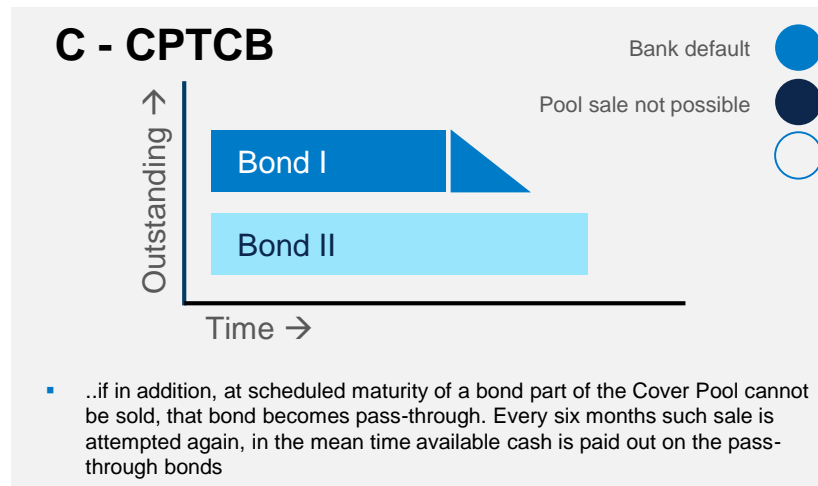 C - CPTCB
Bank default
Pool sale not possible
Outstanding →
Bond I
Bond II
Time →
▪ ..if in addition, at scheduled maturity of a bond part of the Cover Pool cannot
be sold, that bond becomes pass-through. Every six months such sale is
attempted again, in the mean time available cash is paid out on the pass-
through bonds